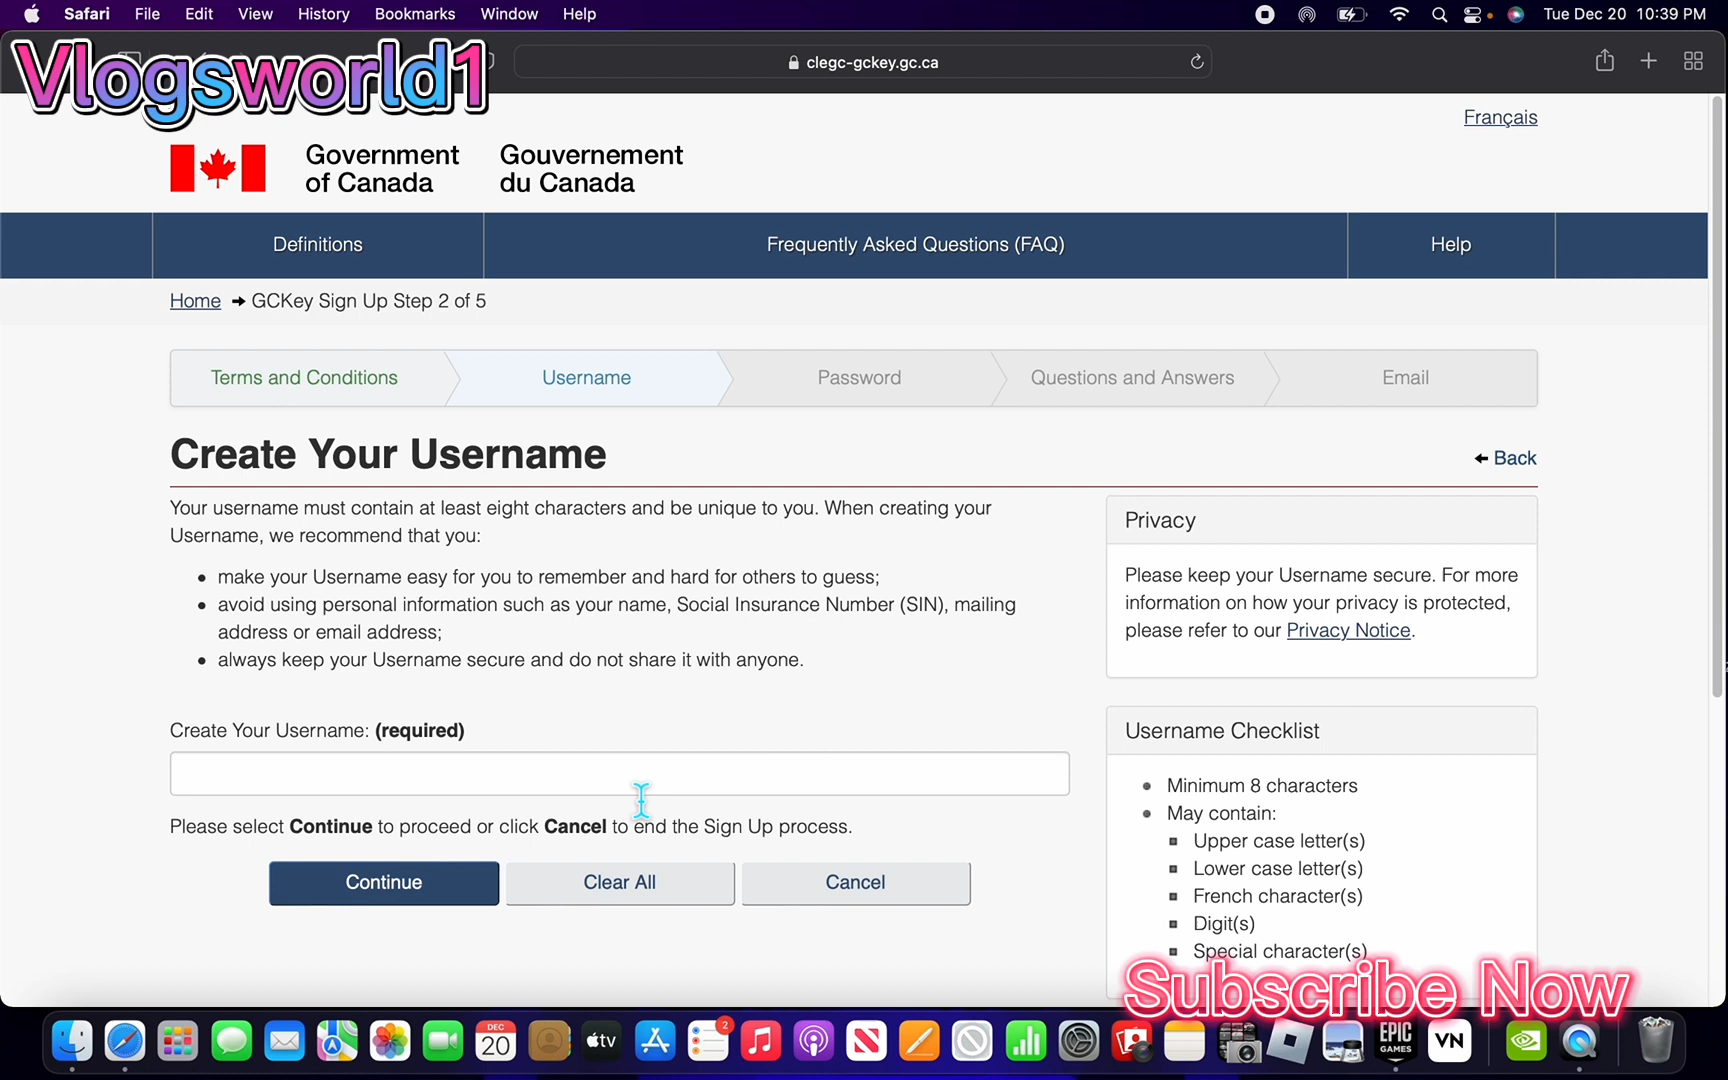 Safari File Edit View History Bookmarks Window Help
Tue Dec 20 10:39 PM
Vlogsworld1
clegc-gckey.gc.ca
Français
Government of Canada
Gouvernement du Canada
Definitions
Frequently Asked Questions (FAQ)
Help
Home → GCKey Sign Up Step 2 of 5
Terms and Conditions
Username
Password
Questions and Answers
Email
Create Your Username
← Back
Your username must contain at least eight characters and be unique to you. When creating your
Username, we recommend that you:
• make your Username easy for you to remember and hard for others to guess;
• avoid using personal information such as your name, Social Insurance Number (SIN), mailing
address or email address;
• always keep your Username secure and do not share it with anyone.
Create Your Username: (required)
Please select Continue to proceed or click Cancel to end the Sign Up process.
Continue
Clear All
Cancel
Privacy
Please keep your Username secure. For more
information on how your privacy is protected,
please refer to our Privacy Notice.
Username Checklist
• Minimum 8 characters
• May contain:
▪ Upper case letter(s)
▪ Lower case letter(s)
▪ French character(s)
▪ Digit(s)
▪ Special character(s)
Subscribe Now
DEC
20
tv
2
EPIC
GAMES
VN